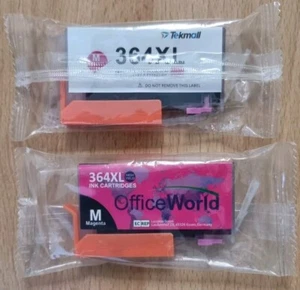 Tekmall
M
364XL
DO NOT REMOVE THIS LABEL!
364XL
INK CARTRIDGES
OfficeWorld
M
Magenta